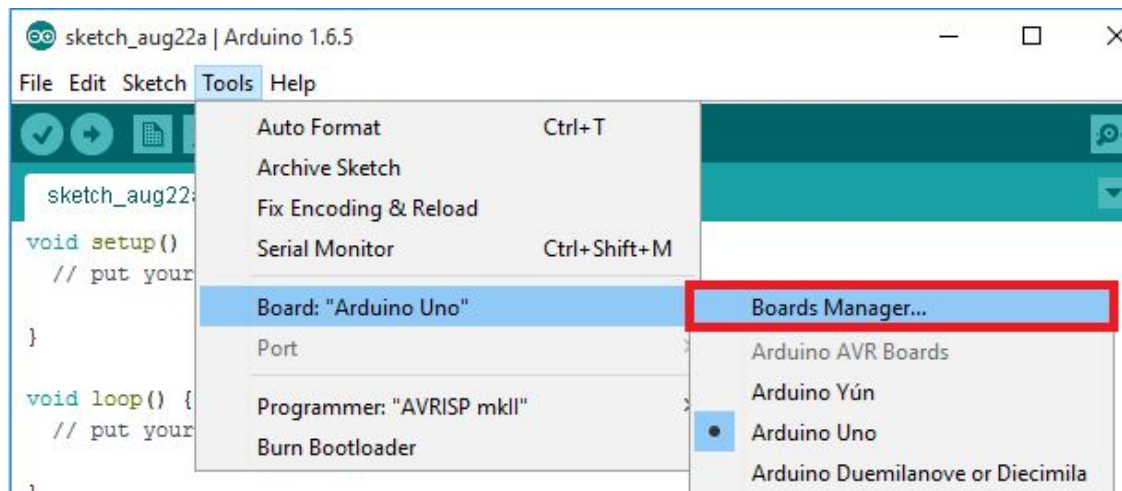 sketch_aug22a | Arduino 1.6.5
File Edit Sketch Tools Help
Auto Format Ctrl+T
Archive Sketch
sketch_aug22a
Fix Encoding & Reload
void setup()
Serial Monitor Ctrl+Shift+M
// put your
Board: "Arduino Uno"
Boards Manager...
}
Port
Arduino AVR Boards
Arduino Yún
void loop() {
Programmer: "AVRISP mkII"
// put your
Arduino Uno
Burn Bootloader
Arduino Duemilanove or Diecimila
}